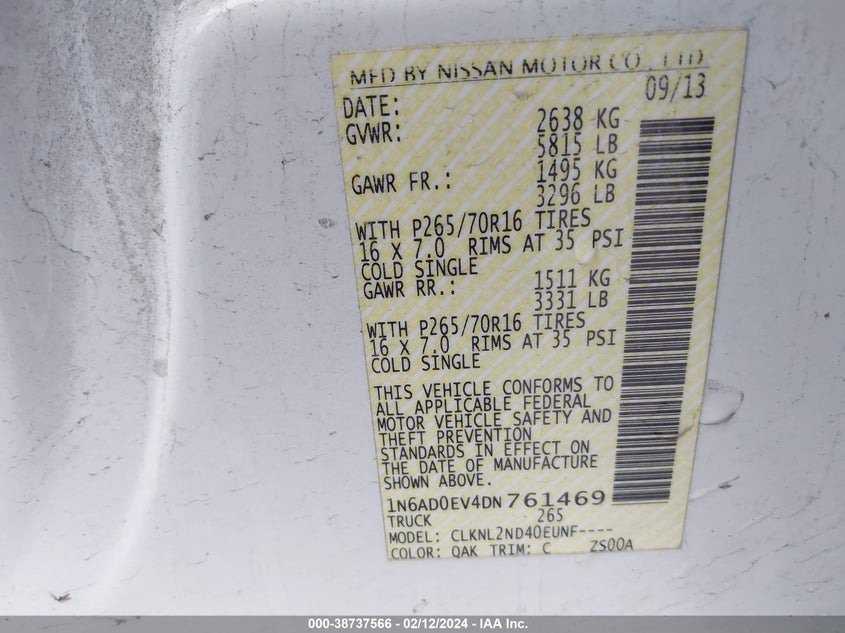 MFD BY NISSAN MOTOR CO., LTD.
DATE: 09/13
GVWR: 2638 KG
5815 LB
GAWR FR.: 1495 KG
3296 LB
WITH P265/70R16 TIRES
16 X 7.0 RIMS AT 35 PSI
COLD SINGLE
GAWR RR.: 1511 KG
3331 LB
WITH P265/70R16 TIRES
16 X 7.0 RIMS AT 35 PSI
COLD SINGLE
THIS VEHICLE CONFORMS TO
ALL APPLICABLE FEDERAL
MOTOR VEHICLE SAFETY AND
THEFT PREVENTION
STANDARDS IN EFFECT ON
THE DATE OF MANUFACTURE
SHOWN ABOVE.
1N6AD0EV4DN761469
TRUCK 265
MODEL: CLKNL2ND40EUNF----
COLOR: QAK TRIM: C ZS00A
000-38737566 - 02/12/2024 - IAA Inc.